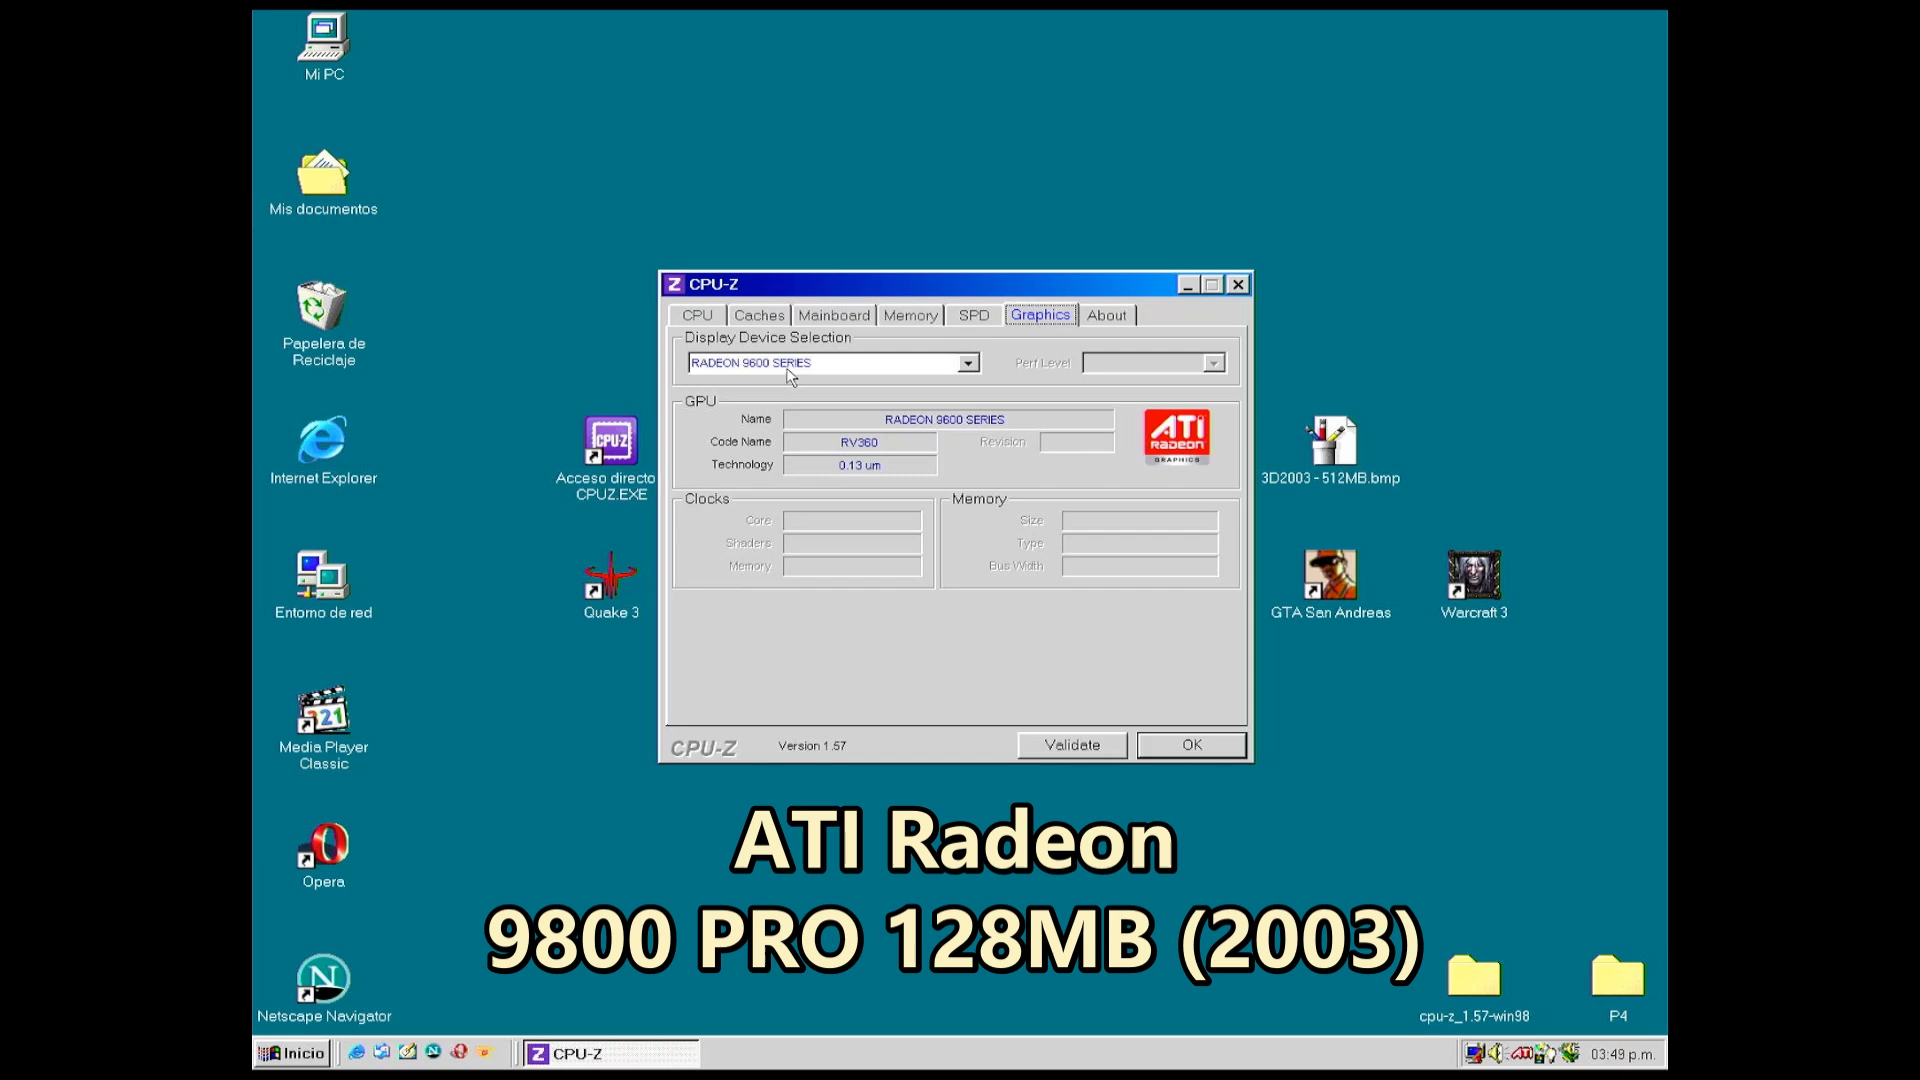 Mi PC
Mis documentos
Papelera de
Reciclaje
Internet Explorer
Entorno de red
Media Player
Classic
Opera
Netscape Navigator
CPU-Z
Acceso directo
CPUZ.EXE
Quake 3
CPU-Z
CPU Caches Mainboard Memory SPD Graphics About
Display Device Selection
RADEON 9600 SERIES Perf Level
GPU
Name RADEON 9600 SERIES
Code Name RV360 Revision
Technology 0.13 um
ATI
RADEON
GRAPHICS
Clocks
Core
Shaders
Memory
Memory
Size
Type
Bus Width
CPU-Z Version 1.57 Validate OK
3D2003 - 512MB.bmp
GTA San Andreas
Warcraft 3
ATI Radeon
9800 PRO 128MB (2003)
cpu-z_1.57-win98
P4
Inicio CPU-Z 03:49 p.m.